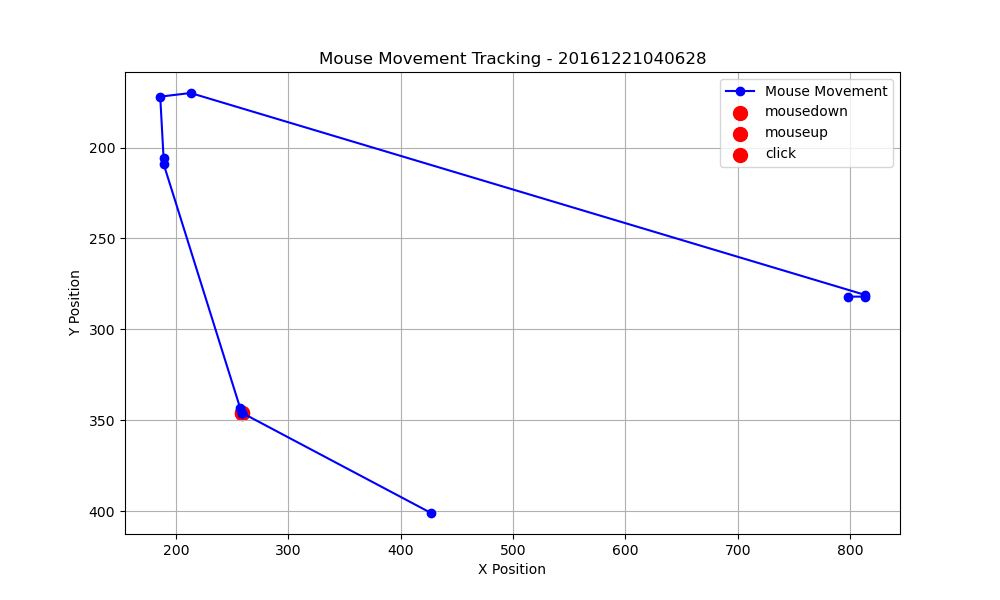 Mouse Movement Tracking - 20161221040628
Mouse Movement
mousedown
mouseup
click
200
250
300
350
400
Y Position
200 300 400 500 600 700 800
X Position